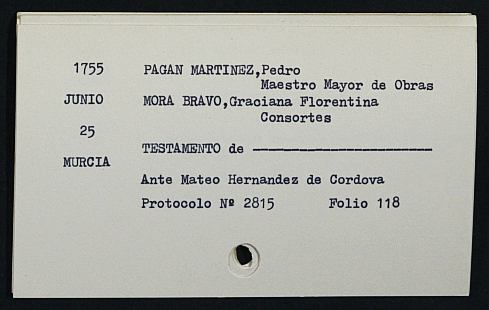 1755 PAGAN MARTINEZ,Pedro
Maestro Mayor de Obras
JUNIO MORA BRAVO,Graciana Florentina
Consortes
25
TESTAMENTO de ------------------------
MURCIA
Ante Mateo Hernandez de Cordova
Protocolo Nº 2815 Folio 118